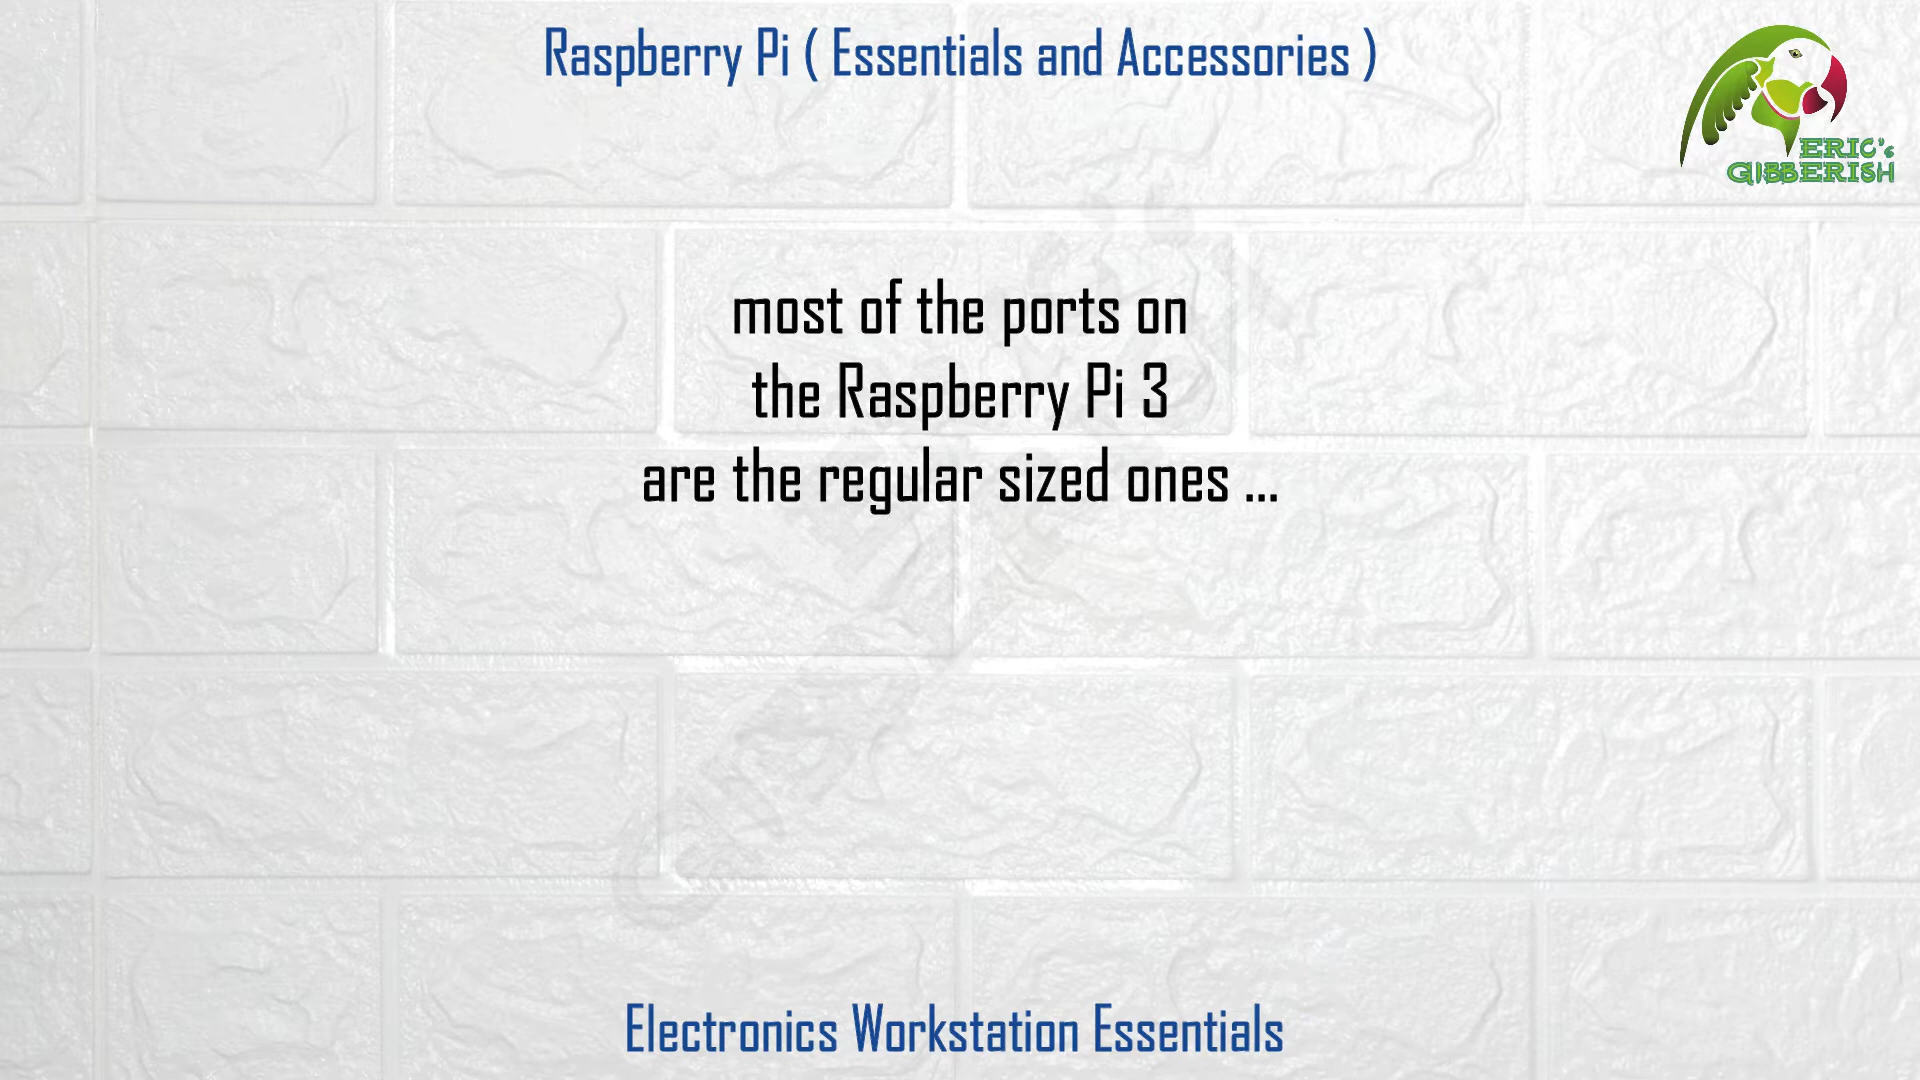 Raspberry Pi ( Essentials and Accessories )
ERIC's
GIBBERISH
most of the ports on
the Raspberry Pi 3
are the regular sized ones ...
Electronics Workstation Essentials